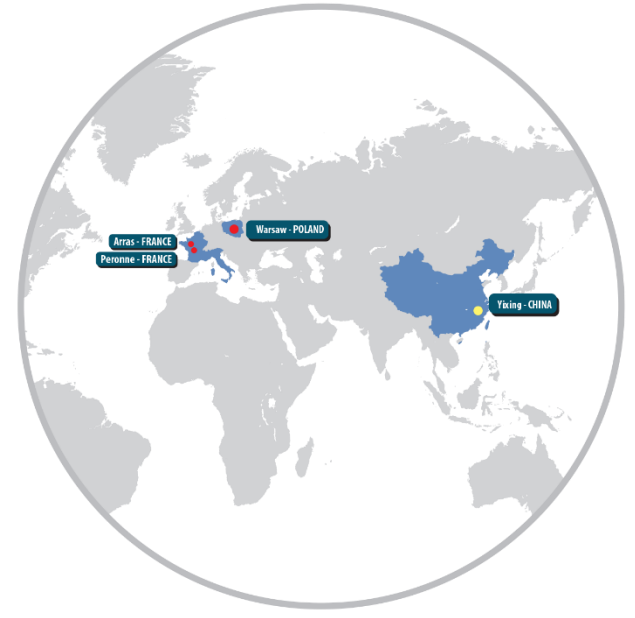 Warsaw - POLAND
Arras - FRANCE
Peronne - FRANCE
Yixing - CHINA